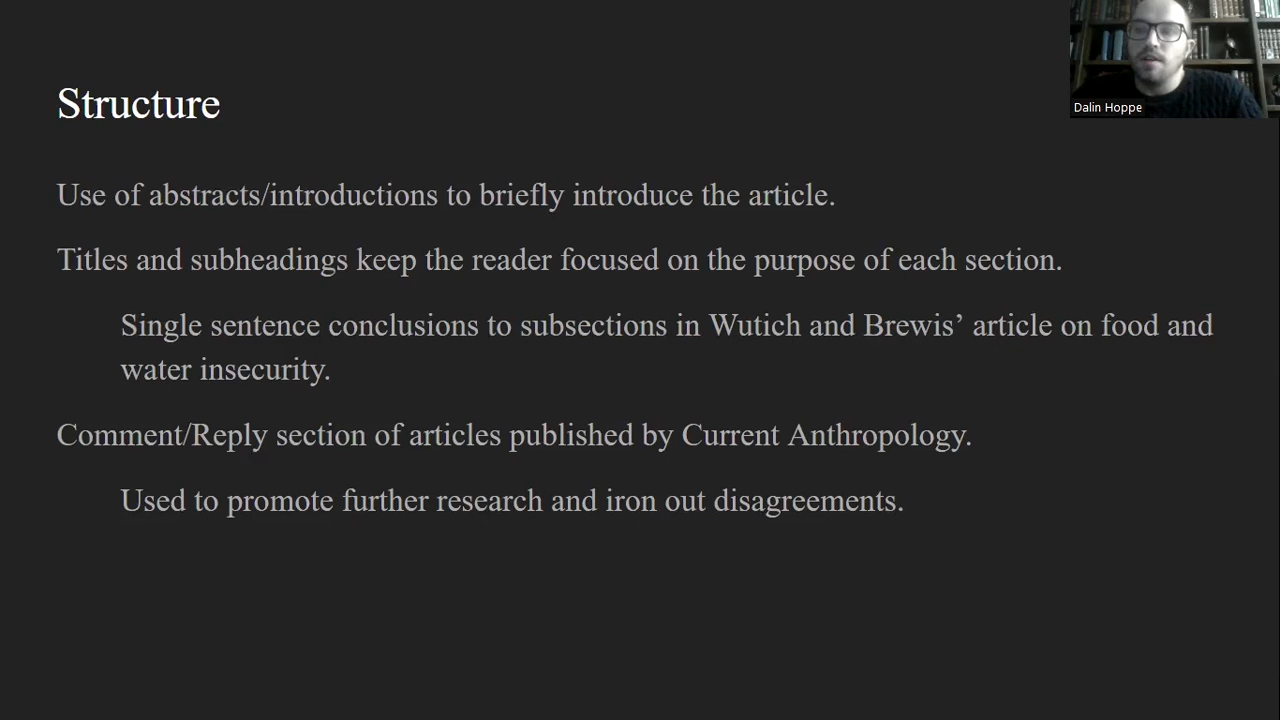 Structure
Dalin Hoppe
Use of abstracts/introductions to briefly introduce the article.
Titles and subheadings keep the reader focused on the purpose of each section.
Single sentence conclusions to subsections in Wutich and Brewis’ article on food and
water insecurity.
Comment/Reply section of articles published by Current Anthropology.
Used to promote further research and iron out disagreements.